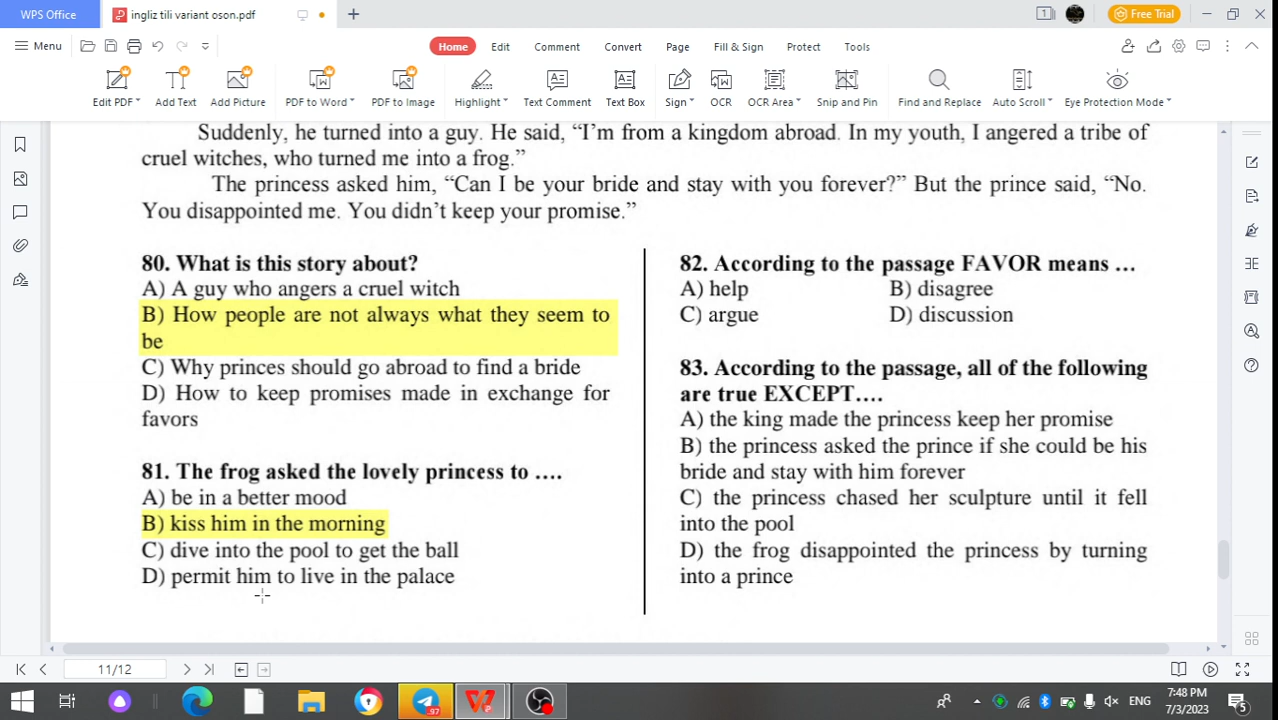 WPS Office
ingliz tili variant oson.pdf
+
1
Free Trial
Menu
Home
Edit
Comment
Convert
Page
Fill & Sign
Protect
Tools
Edit PDF
Add Text
Add Picture
PDF to Word
PDF to Image
Highlight
Text Comment
Text Box
Sign
OCR
OCR Area
Snip and Pin
Find and Replace
Auto Scroll
Eye Protection Mode
Suddenly, he turned into a guy. He said, “I’m from a kingdom abroad. In my youth, I angered a tribe of
cruel witches, who turned me into a frog.”
The princess asked him, “Can I be your bride and stay with you forever?” But the prince said, “No.
You disappointed me. You didn’t keep your promise.”
80. What is this story about?
A) A guy who angers a cruel witch
B) How people are not always what they seem to
be
C) Why princes should go abroad to find a bride
D) How to keep promises made in exchange for
favors
81. The frog asked the lovely princess to ….
A) be in a better mood
B) kiss him in the morning
C) dive into the pool to get the ball
D) permit him to live in the palace
82. According to the passage FAVOR means …
A) help B) disagree
C) argue D) discussion
83. According to the passage, all of the following
are true EXCEPT….
A) the king made the princess keep her promise
B) the princess asked the prince if she could be his
bride and stay with him forever
C) the princess chased her sculpture until it fell
into the pool
D) the frog disappointed the princess by turning
into a prince
11/12
97
ENG
7:48 PM
7/3/2023
5